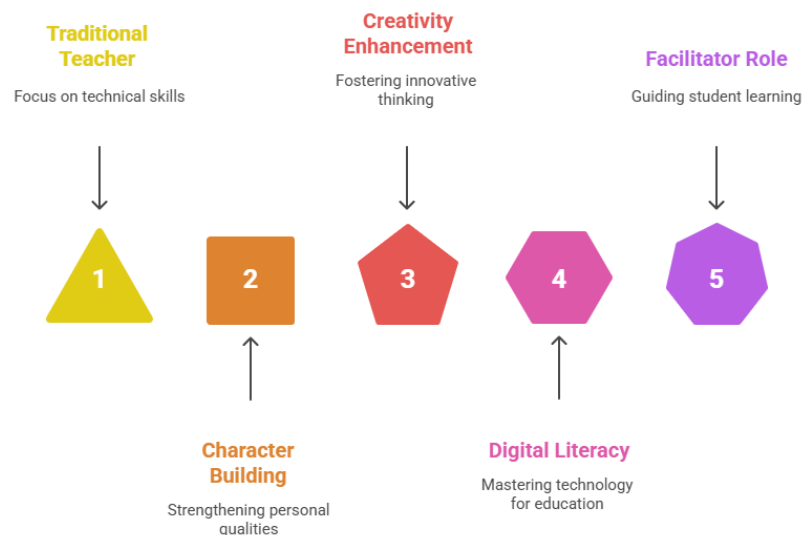 Traditional
Teacher
Focus on technical skills
Creativity
Enhancement
Fostering innovative
thinking
Facilitator Role
Guiding student learning
1
2
3
4
5
Character
Building
Strengthening personal
qualities
Digital Literacy
Mastering technology
for education